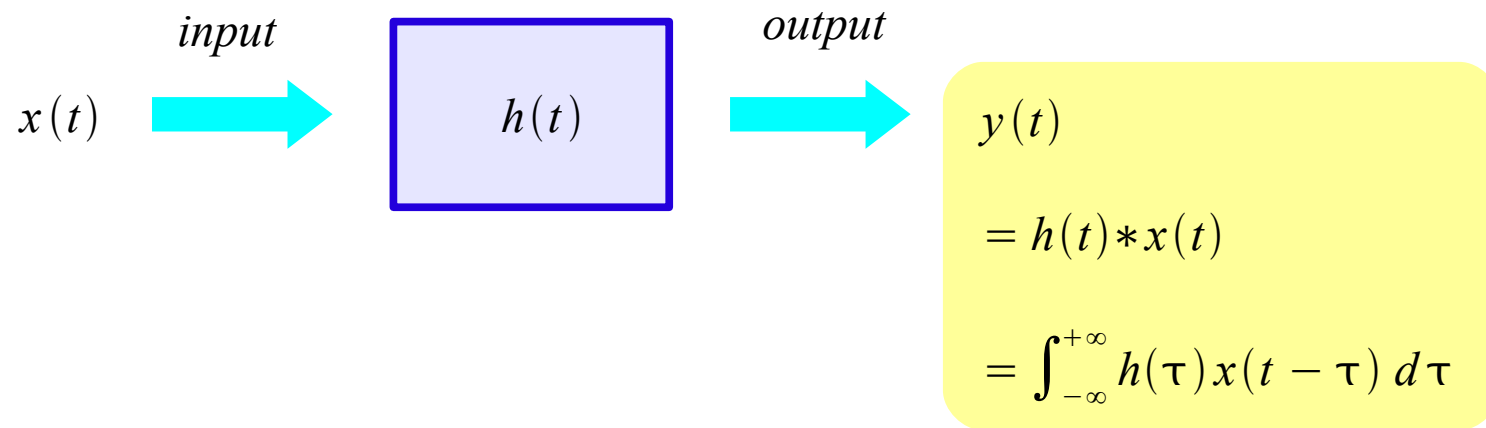 input
output
x(t)
h(t)
y(t)
= h(t)*x(t)
= ∫_{-∞}^{+∞} h(τ)x(t − τ) dτ